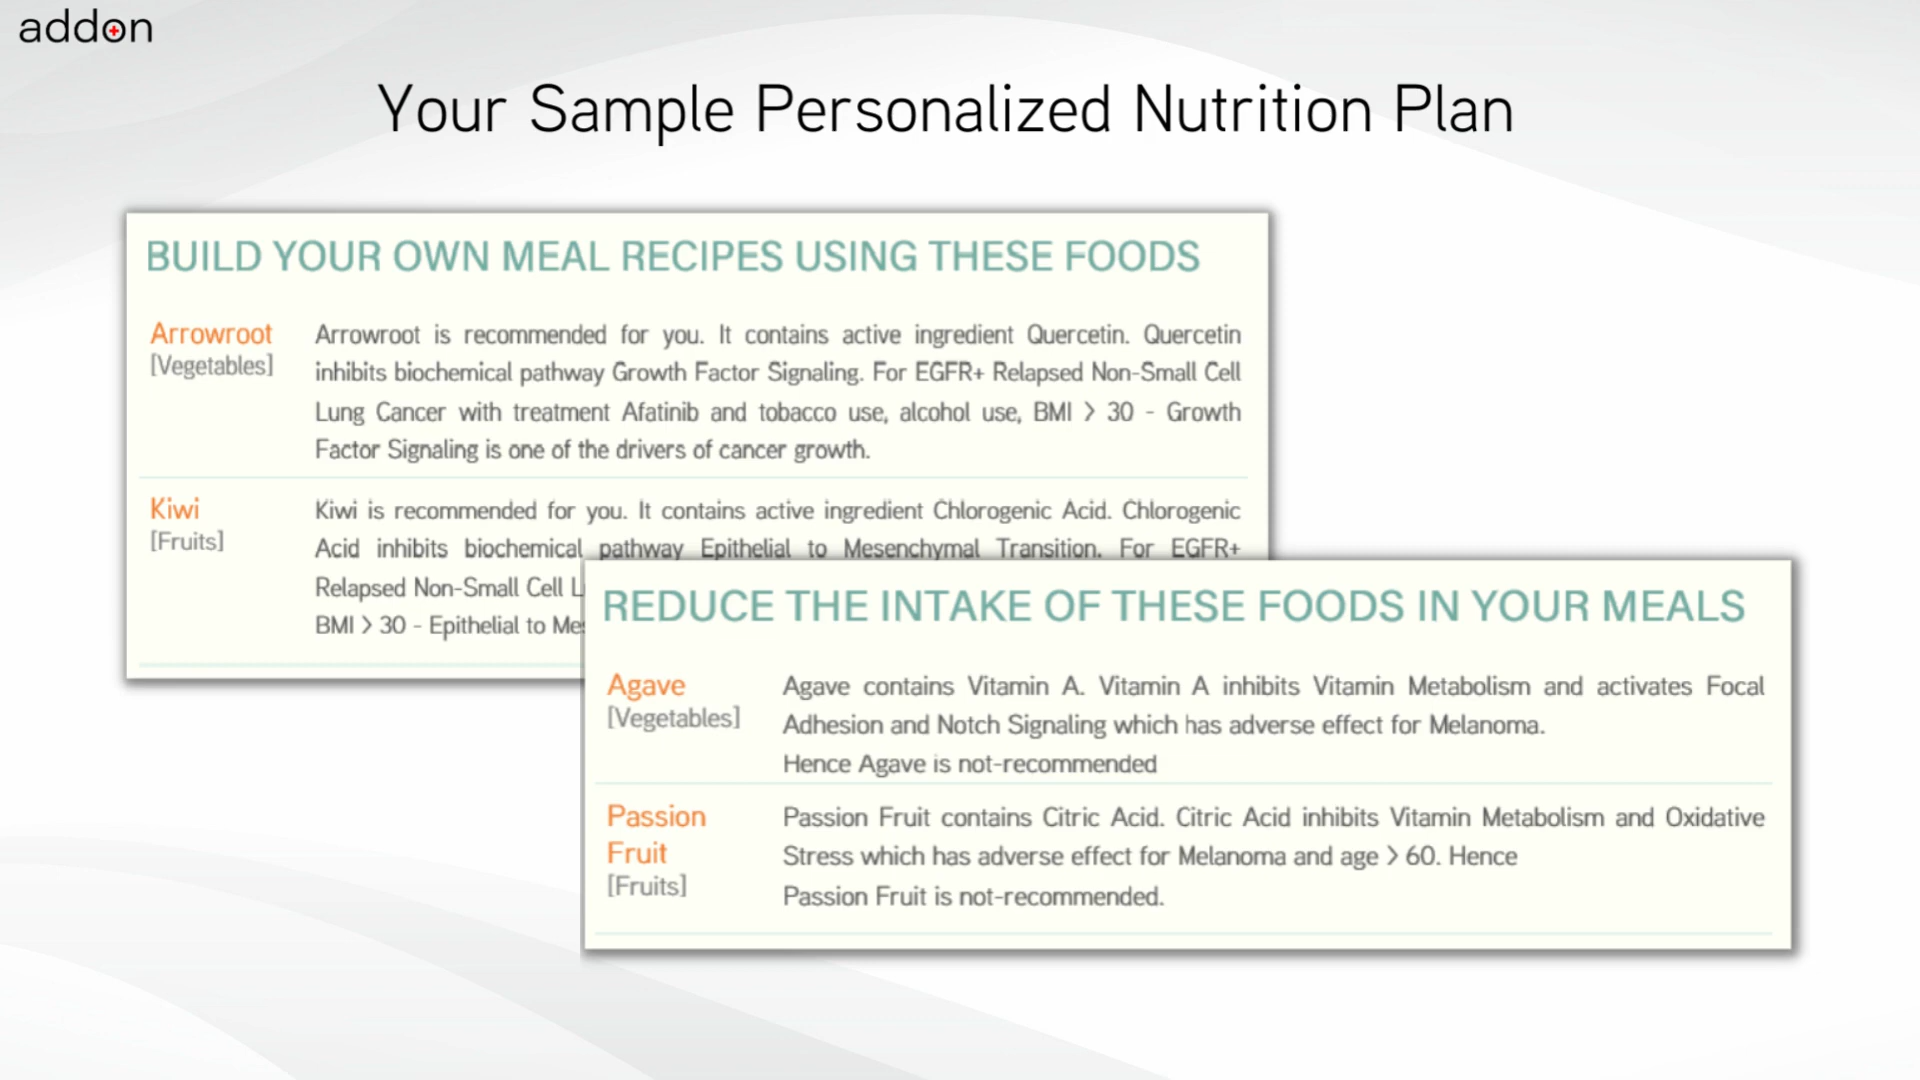 addon
Your Sample Personalized Nutrition Plan
BUILD YOUR OWN MEAL RECIPES USING THESE FOODS
Arrowroot
[Vegetables]
Arrowroot is recommended for you. It contains active ingredient Quercetin. Quercetin
inhibits biochemical pathway Growth Factor Signaling. For EGFR+ Relapsed Non-Small Cell
Lung Cancer with treatment Afatinib and tobacco use, alcohol use, BMI > 30 - Growth
Factor Signaling is one of the drivers of cancer growth.
Kiwi
[Fruits]
Kiwi is recommended for you. It contains active ingredient Chlorogenic Acid. Chlorogenic
Acid inhibits biochemical pathway Epithelial to Mesenchymal Transition. For EGFR+
Relapsed Non-Small Cell
BMI > 30 - Epithelial to
REDUCE THE INTAKE OF THESE FOODS IN YOUR MEALS
Agave
[Vegetables]
Agave contains Vitamin A. Vitamin A inhibits Vitamin Metabolism and activates Focal
Adhesion and Notch Signaling which has adverse effect for Melanoma.
Hence Agave is not-recommended
Passion
Fruit
[Fruits]
Passion Fruit contains Citric Acid. Citric Acid inhibits Vitamin Metabolism and Oxidative
Stress which has adverse effect for Melanoma and age > 60. Hence
Passion Fruit is not-recommended.